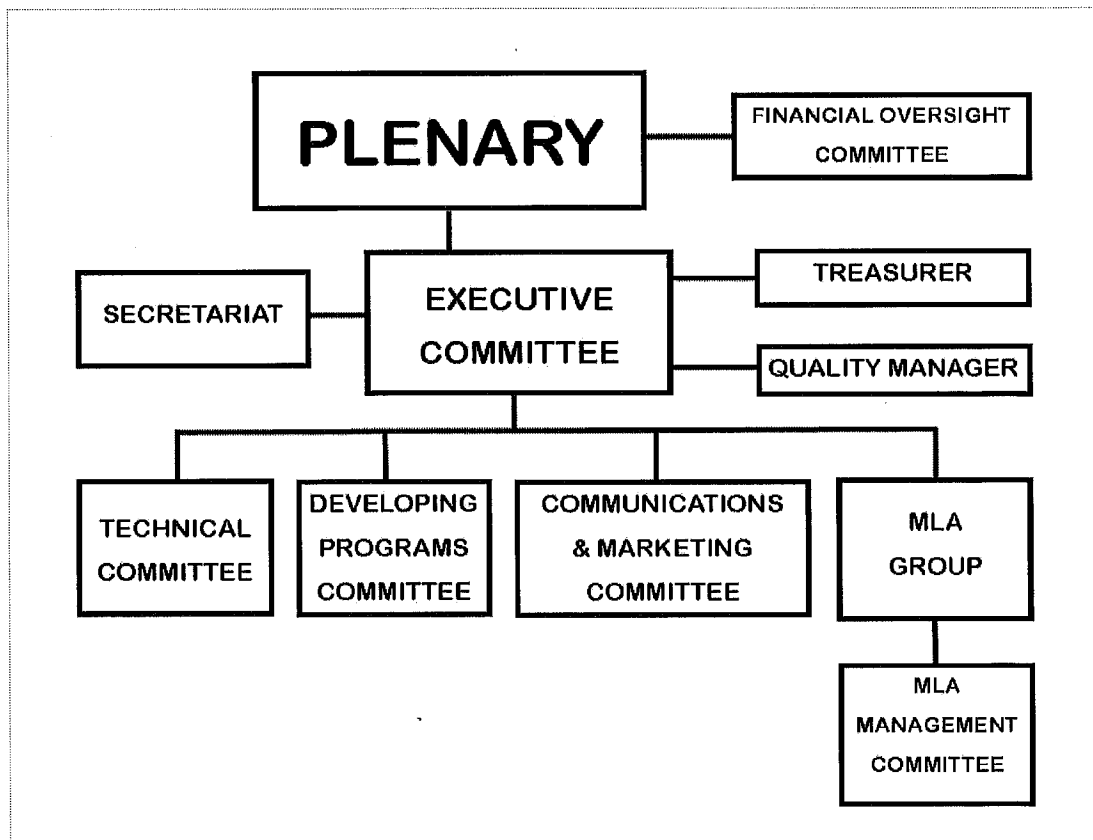 PLENARY
FINANCIAL OVERSIGHT
COMMITTEE
SECRETARIAT
EXECUTIVE
COMMITTEE
TREASURER
QUALITY MANAGER
TECHNICAL
COMMITTEE
DEVELOPING
PROGRAMS
COMMITTEE
COMMUNICATIONS
& MARKETING
COMMITTEE
MLA
GROUP
MLA
MANAGEMENT
COMMITTEE